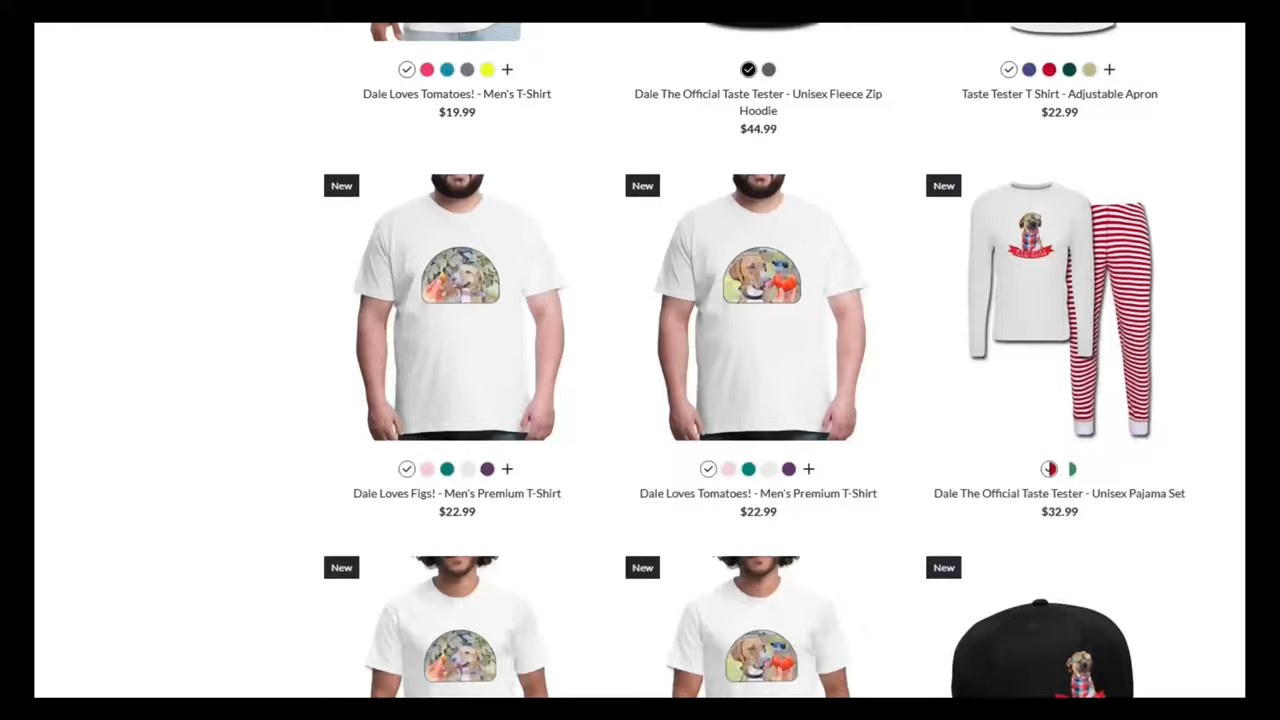 Dale Loves Tomatoes! - Men's T-Shirt
$19.99
Dale The Official Taste Tester - Unisex Fleece Zip
Hoodie
$44.99
Taste Tester T Shirt - Adjustable Apron
$22.99
New
New
New
Dale Loves Figs! - Men's Premium T-Shirt
$22.99
Dale Loves Tomatoes! - Men's Premium T-Shirt
$22.99
Dale The Official Taste Tester - Unisex Pajama Set
$32.99
New
New
New